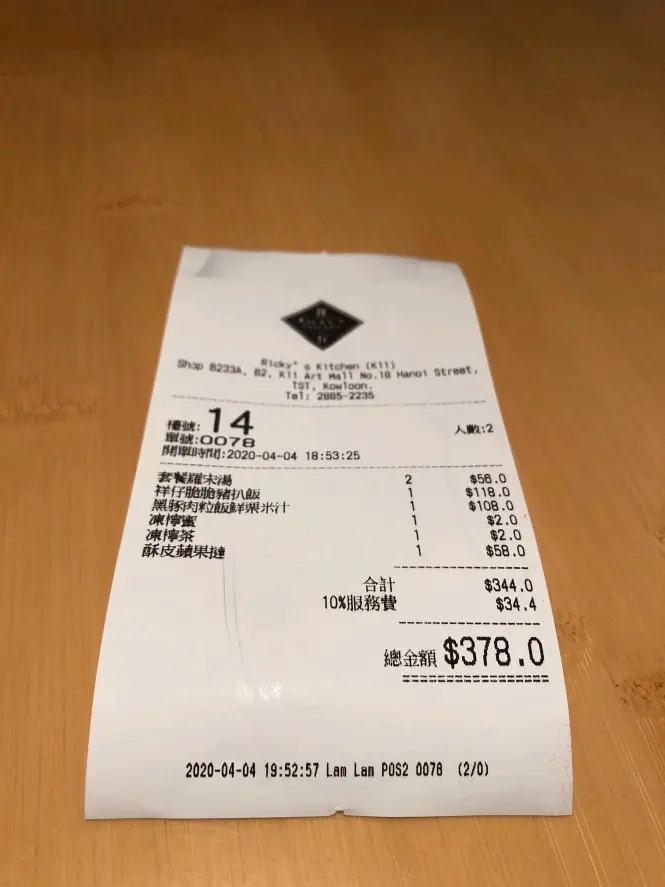 RICKY'S
Ricky's Kitchen (K11)
Shop B233A, B2, K11 Art Mall No.18 Hanoi Street,
TST, Kowloon.
Tel: 2885-2235
檯號: 14
人數:2
單號:0078
開單時間:2020-04-04 18:53:25
套餐羅宋湯 2 $56.0
祥仔脆脆豬扒飯 1 $118.0
黑豚肉粒飯鮮栗米汁 1 $108.0
凍檸蜜 1 $2.0
凍檸茶 1 $2.0
酥皮蘋果撻 1 $58.0
合計 $344.0
10%服務費 $34.4
總金額 $378.0
2020-04-04 19:52:57 Lam Lam POS2 0078 (2/0)